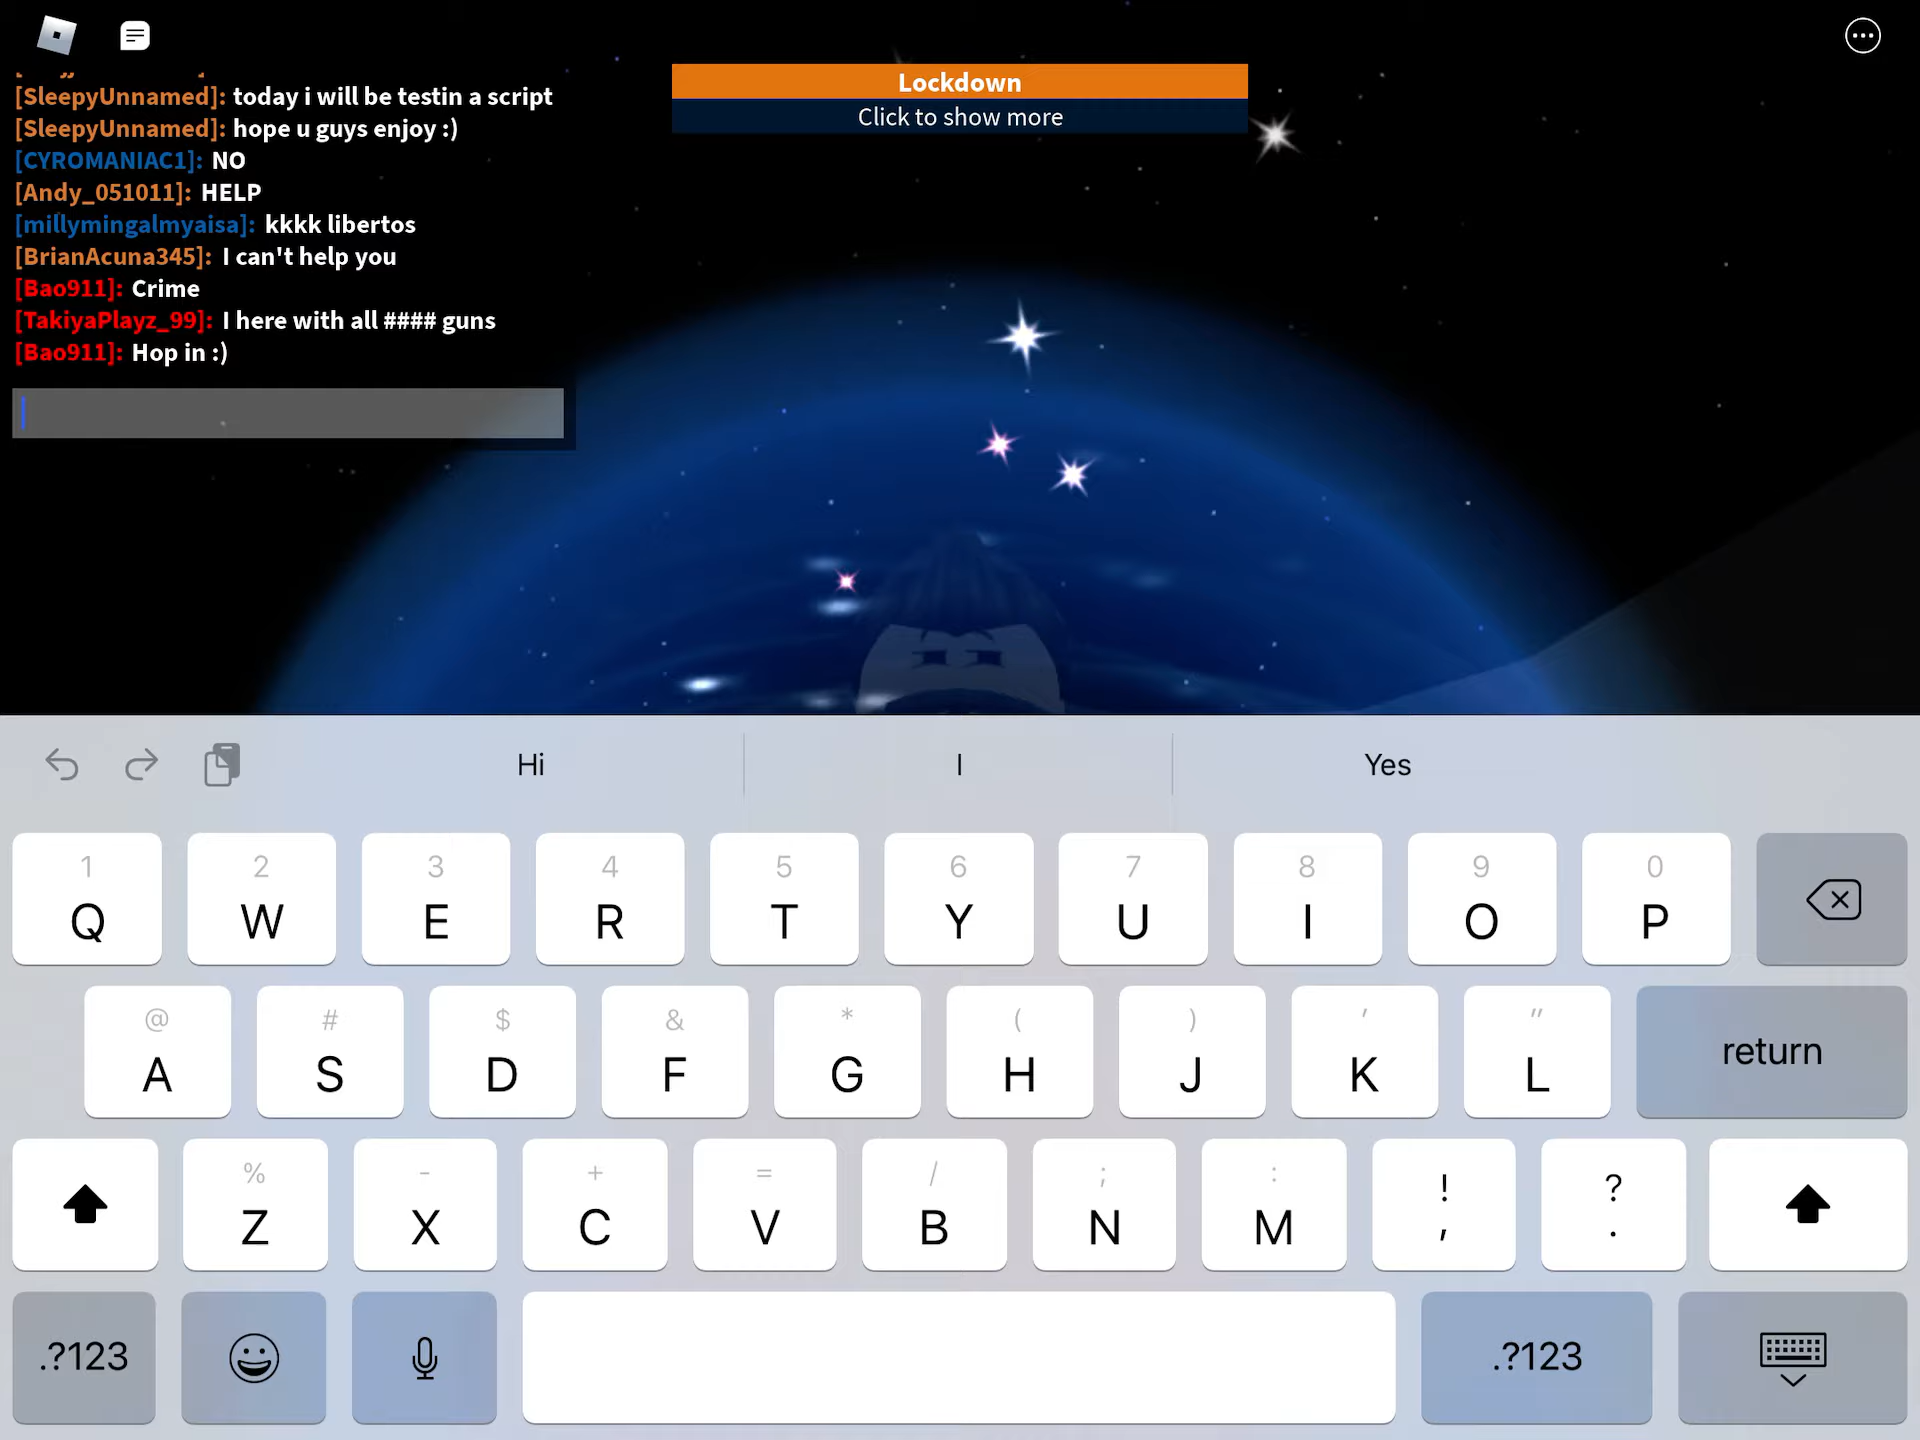 [SleepyUnnamed]: today i will be testin a script
[SleepyUnnamed]: hope u guys enjoy :)
[CYROMANIAC1]: NO
[Andy_051011]: HELP
[millymingalmyaisa]: kkkk libertos
[BrianAcuna345]: I can't help you
[Bao911]: Crime
[TakiyaPlayz_99]: I here with all #### guns
[Bao911]: Hop in :)
Lockdown
Click to show more
Hi I Yes
1 2 3 4 5 6 7 8 9 0
Q W E R T Y U I O P
@ # $ & * ( ) ' "
A S D F G H J K L return
% - + = / ; : ! ?
Z X C V B N M , .
.?123 .?123